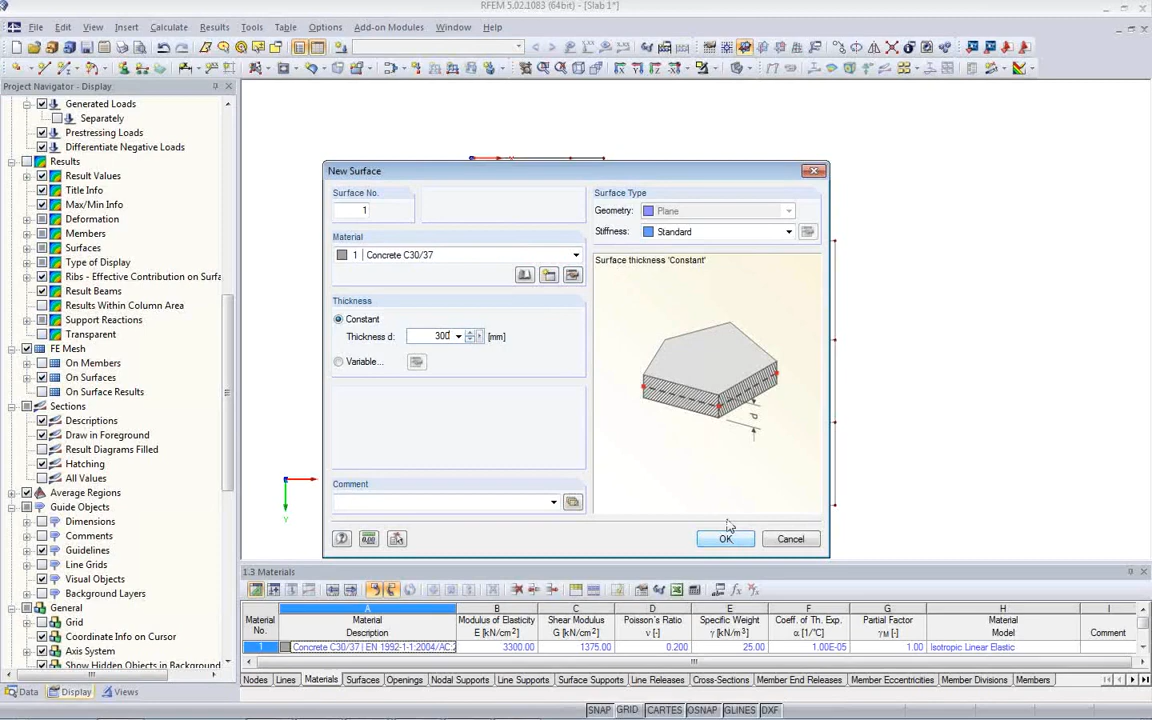 RFEM 5.02.1083 (64bit) - [Slab 1*]
File Edit View Insert Calculate Results Tools Table Options Add-on Modules Window Help
Project Navigator - Display
Generated Loads
Separately
Prestressing Loads
Differentiate Negative Loads
Results
Result Values
Title Info
Max/Min Info
Deformation
Members
Surfaces
Type of Display
Ribs - Effective Contribution on Surfa
Result Beams
Results Within Column Area
Support Reactions
Transparent
FE Mesh
On Members
On Surfaces
On Surface Results
Sections
Descriptions
Draw in Foreground
Result Diagrams Filled
Hatching
All Values
Average Regions
Guide Objects
Dimensions
Comments
Guidelines
Line Grids
Visual Objects
Background Layers
General
Grid
Coordinate Info on Cursor
Axis System
Show Hidden Objects in Background
Data Display Views
Y
New Surface
Surface No.
1
Material
1 Concrete C30/37
Thickness
Constant
Thickness d: 300 [mm]
Variable...
Comment
Surface Type
Geometry: Plane
Stiffness: Standard
Surface thickness 'Constant'
d
OK Cancel
1.3 Materials
A B C D E F G H I
Material Material Modulus of Elasticity Shear Modulus Poisson's Ratio Specific Weight Coeff. of Th. Exp. Partial Factor Material
No. Description E [kN/cm²] G [kN/cm²] ν [-] γ [kN/m³] α [1/°C] γM [-] Model Comment
1 Concrete C30/37 | EN 1992-1-1:2004/AC:2 3300.00 1375.00 0.200 25.00 1.00E-05 1.00 Isotropic Linear Elastic
Nodes Lines Materials Surfaces Openings Nodal Supports Line Supports Surface Supports Line Releases Cross-Sections Member End Releases Member Eccentricities Member Divisions Members
SNAP GRID CARTES OSNAP GLINES DXF